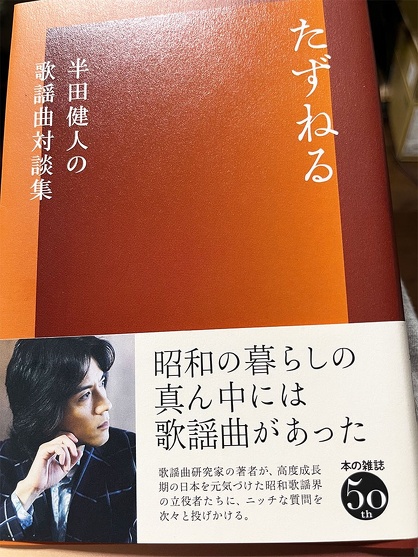 たずねる
半田健人の
歌謡曲対談集
昭和の暮らしの
真ん中には
歌謡曲があった
歌謡曲研究家の著者が、高度成長
期の日本を元気づけた昭和歌謡界
の立役者たちに、ニッチな質問を
次々と投げかける。
本の雑誌
50
th